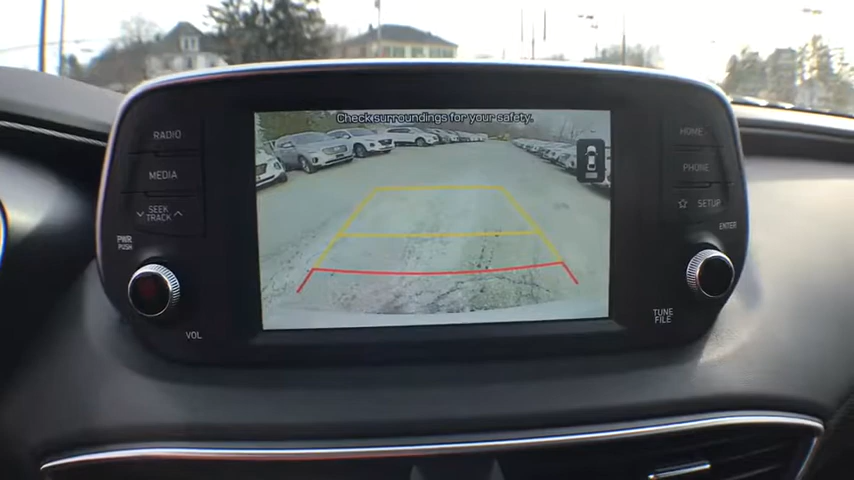 Check surroundings for your safety.
RADIO
MEDIA
SEEK
TRACK
PWR
PUSH
VOL
HOME
PHONE
SETUP
ENTER
TUNE
FILE